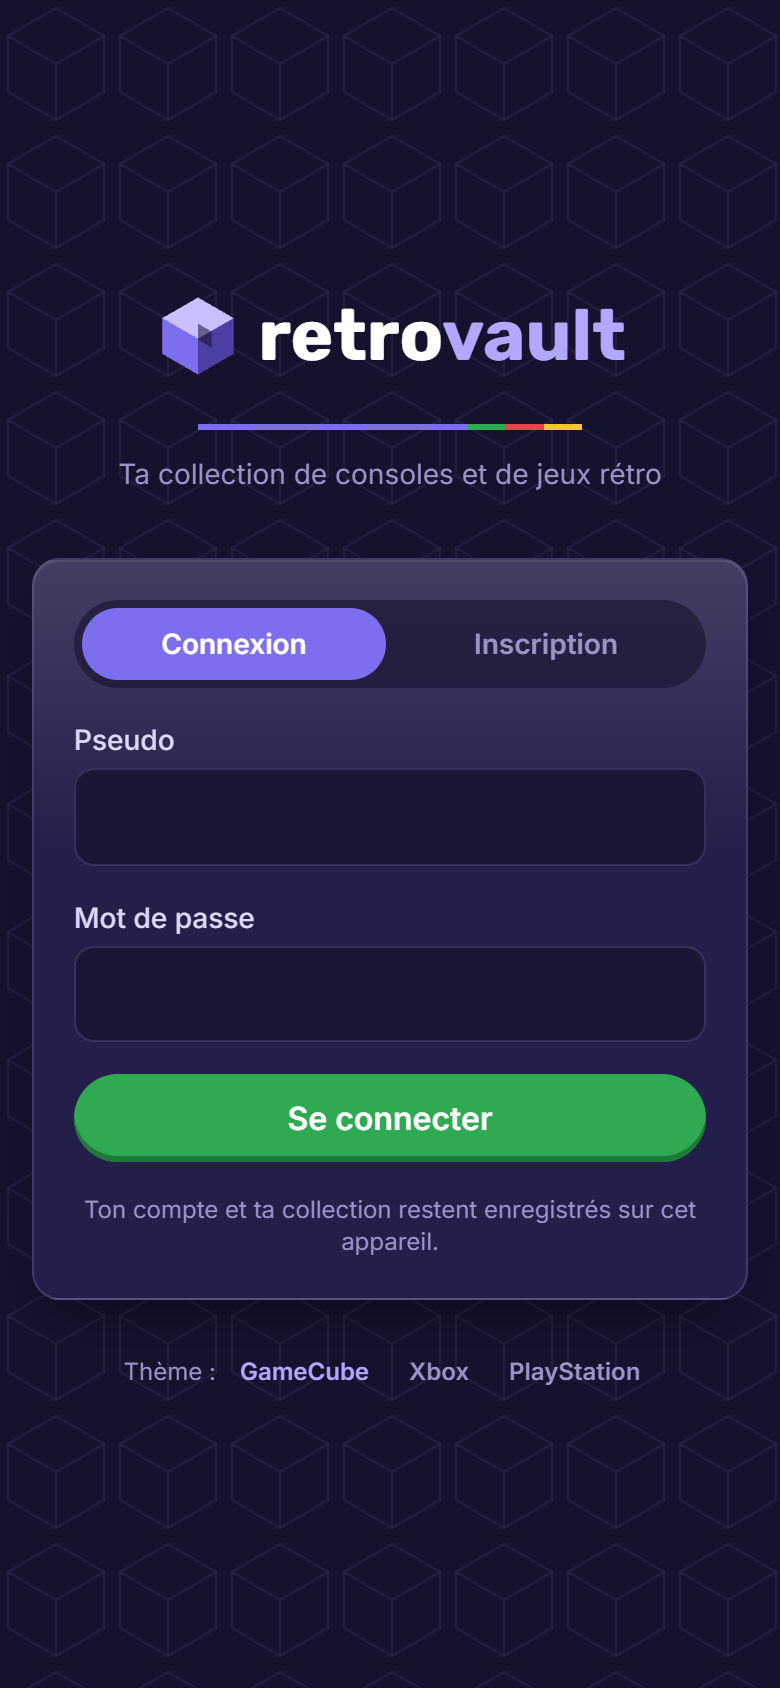 retrovault
Ta collection de consoles et de jeux rétro
Connexion
Inscription
Pseudo
Mot de passe
Se connecter
Ton compte et ta collection restent enregistrés sur cet
appareil.
Thème : GameCube Xbox PlayStation